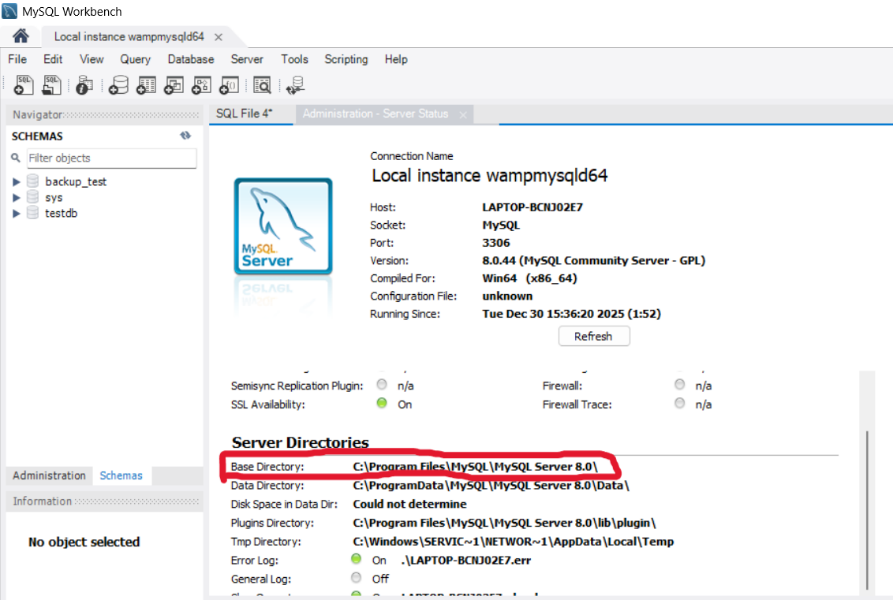 MySQL Workbench
Local instance wampmysqld64 ×
File Edit View Query Database Server Tools Scripting Help
Navigator
SQL File 4* Administration - Server Status ×
SCHEMAS
Filter objects
backup_test
sys
testdb
Connection Name
Local instance wampmysqld64
Host: LAPTOP-BCNJ02E7
Socket: MySQL
Port: 3306
Version: 8.0.44 (MySQL Community Server - GPL)
Compiled For: Win64 (x86_64)
Configuration File: unknown
Running Since: Tue Dec 30 15:36:20 2025 (1:52)
Refresh
MySQL
Server
Semisync Replication Plugin: n/a Firewall: n/a
SSL Availability: On Firewall Trace: n/a
Server Directories
Base Directory: C:\Program Files\MySQL\MySQL Server 8.0\
Data Directory: C:\ProgramData\MySQL\MySQL Server 8.0\Data\
Disk Space in Data Dir: Could not determine
Plugins Directory: C:\Program Files\MySQL\MySQL Server 8.0\lib\plugin\
Tmp Directory: C:\Windows\SERVIC~1\NETWOR~1\AppData\Local\Temp
Error Log: On .\LAPTOP-BCNJ02E7.err
General Log: Off
Administration Schemas
Information
No object selected